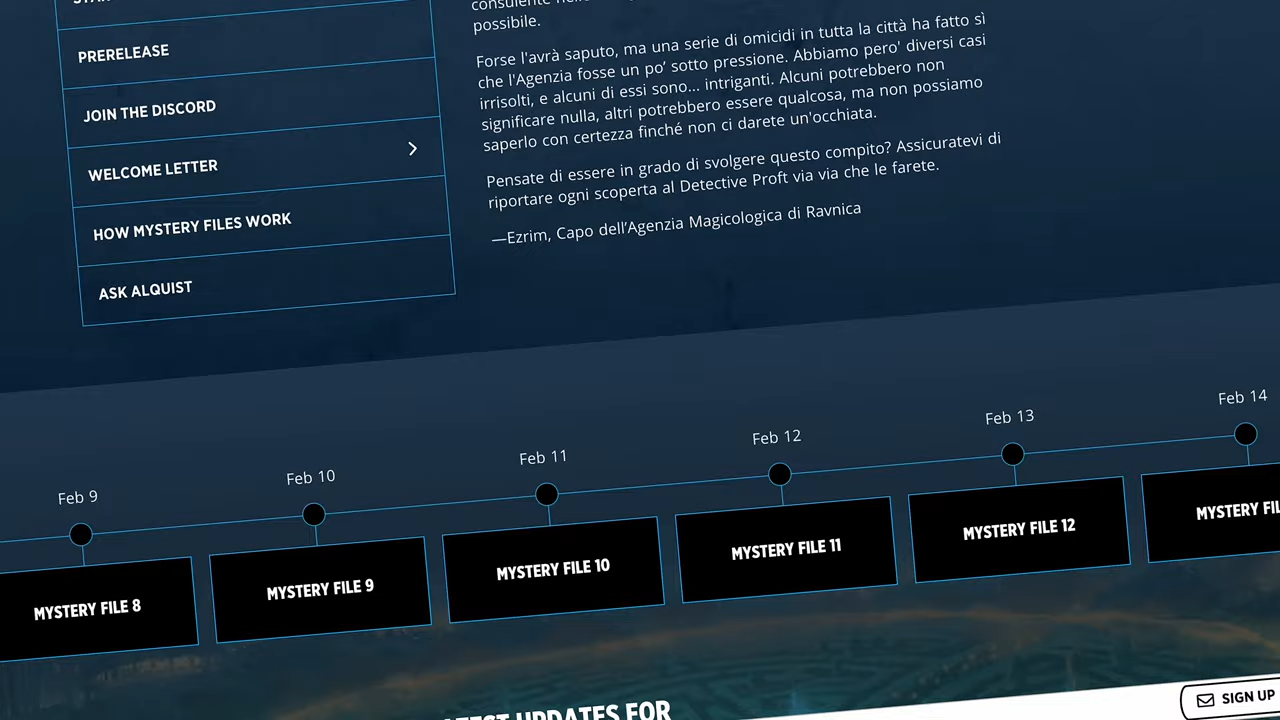 PRERELEASE
JOIN THE DISCORD
WELCOME LETTER
HOW MYSTERY FILES WORK
ASK ALQUIST
possibile.
Forse l'avrà saputo, ma una serie di omicidi in tutta la città ha fatto sì
che l'Agenzia fosse un po’ sotto pressione. Abbiamo pero' diversi casi
irrisolti, e alcuni di essi sono... intriganti. Alcuni potrebbero non
significare nulla, altri potrebbero essere qualcosa, ma non possiamo
saperlo con certezza finché non ci darete un'occhiata.
Pensate di essere in grado di svolgere questo compito? Assicuratevi di
riportare ogni scoperta al Detective Proft via via che le farete.
—Ezrim, Capo dell’Agenzia Magicologica di Ravnica
Feb 9
Feb 10
Feb 11
Feb 12
Feb 13
Feb 14
MYSTERY FILE 8
MYSTERY FILE 9
MYSTERY FILE 10
MYSTERY FILE 11
MYSTERY FILE 12
MYSTERY
UPDATES FOR
SIGN UP